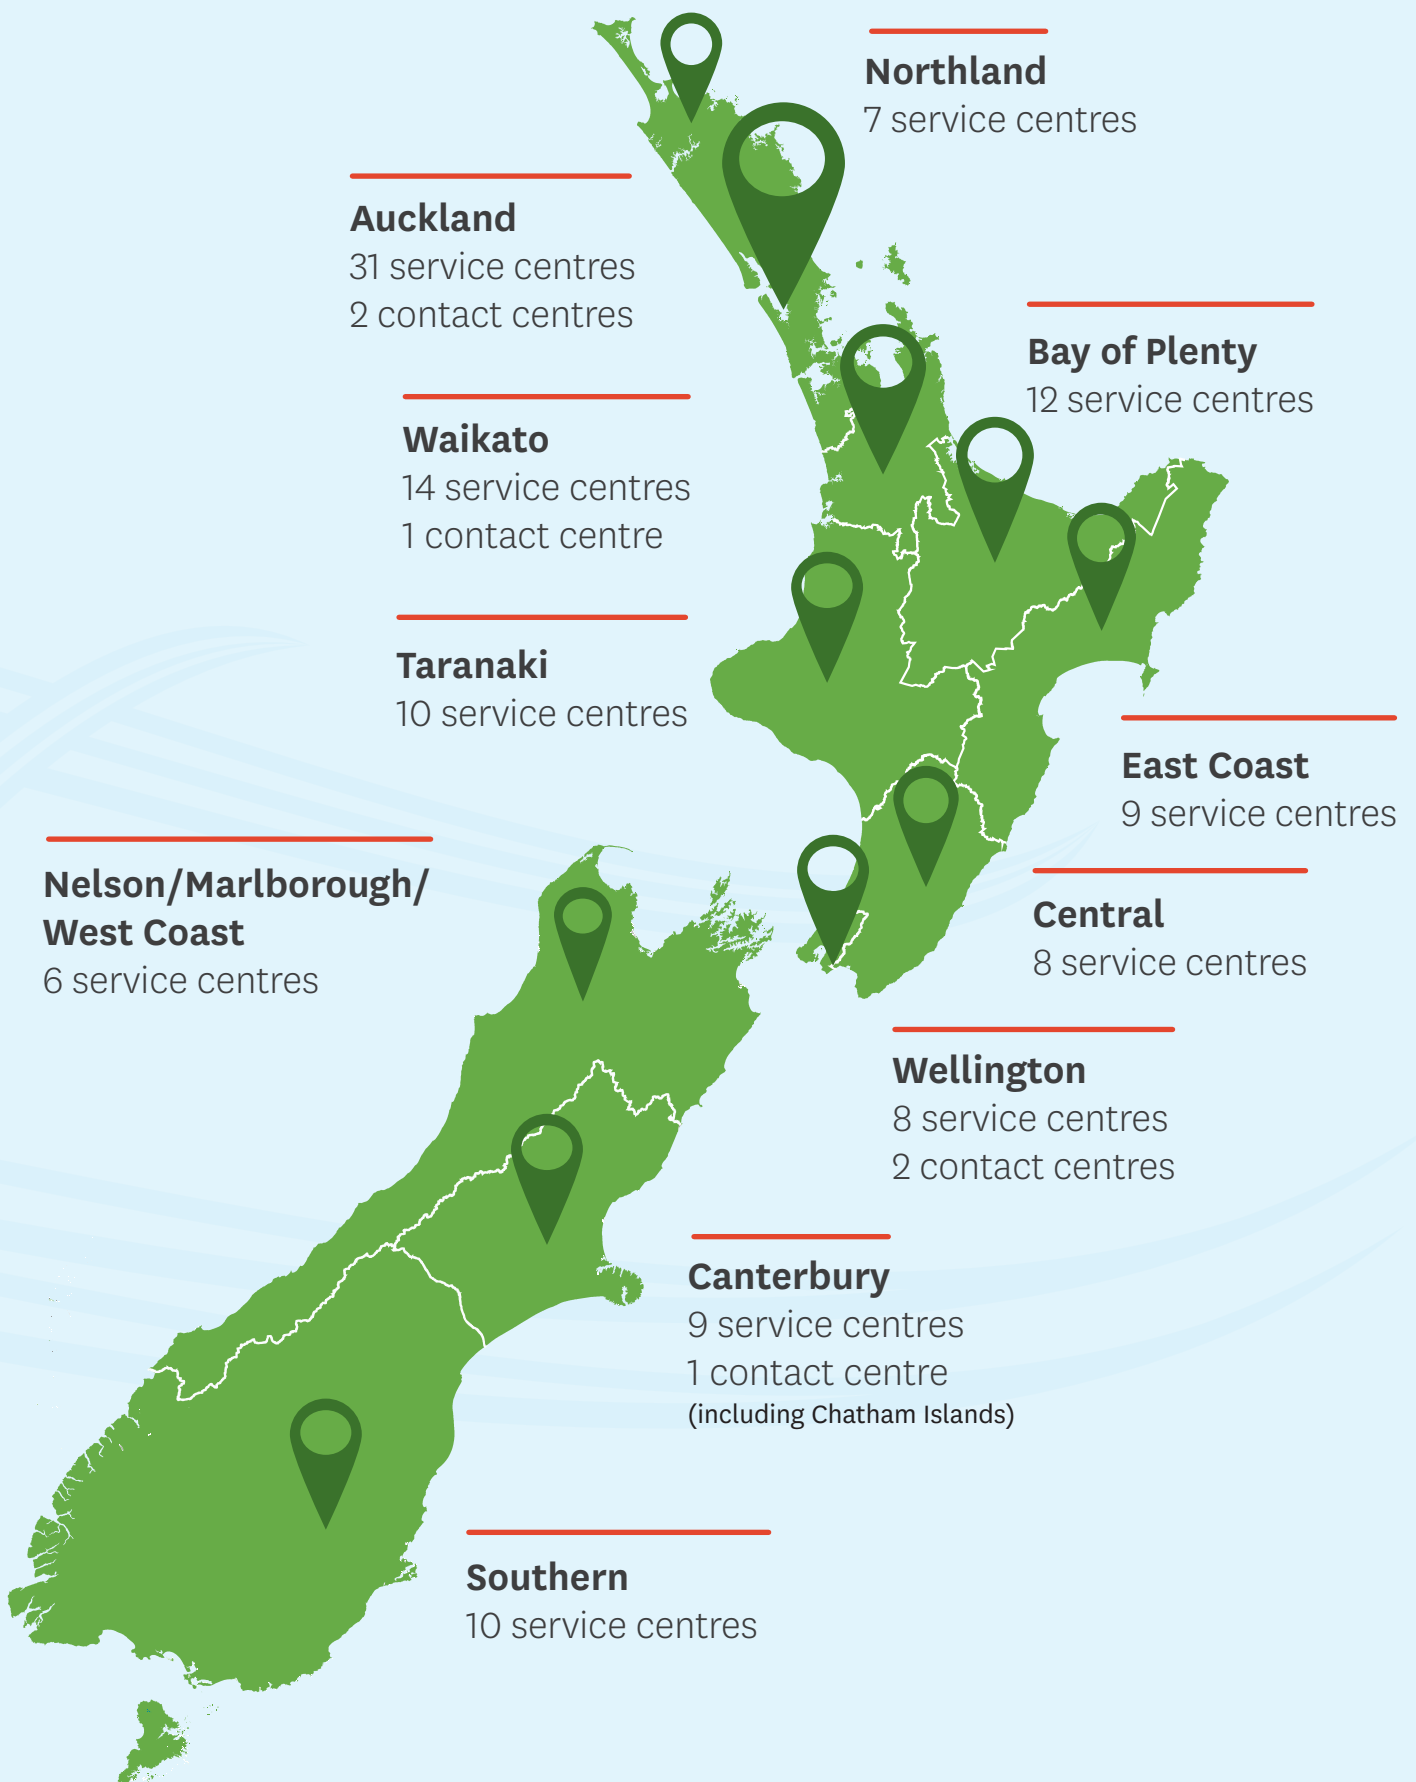 Northland
7 service centres
Auckland
31 service centres
2 contact centres
Bay of Plenty
12 service centres
Waikato
14 service centres
1 contact centre
Taranaki
10 service centres
East Coast
9 service centres
Nelson/Marlborough/
West Coast
6 service centres
Central
8 service centres
Wellington
8 service centres
2 contact centres
Canterbury
9 service centres
1 contact centre
(including Chatham Islands)
Southern
10 service centres